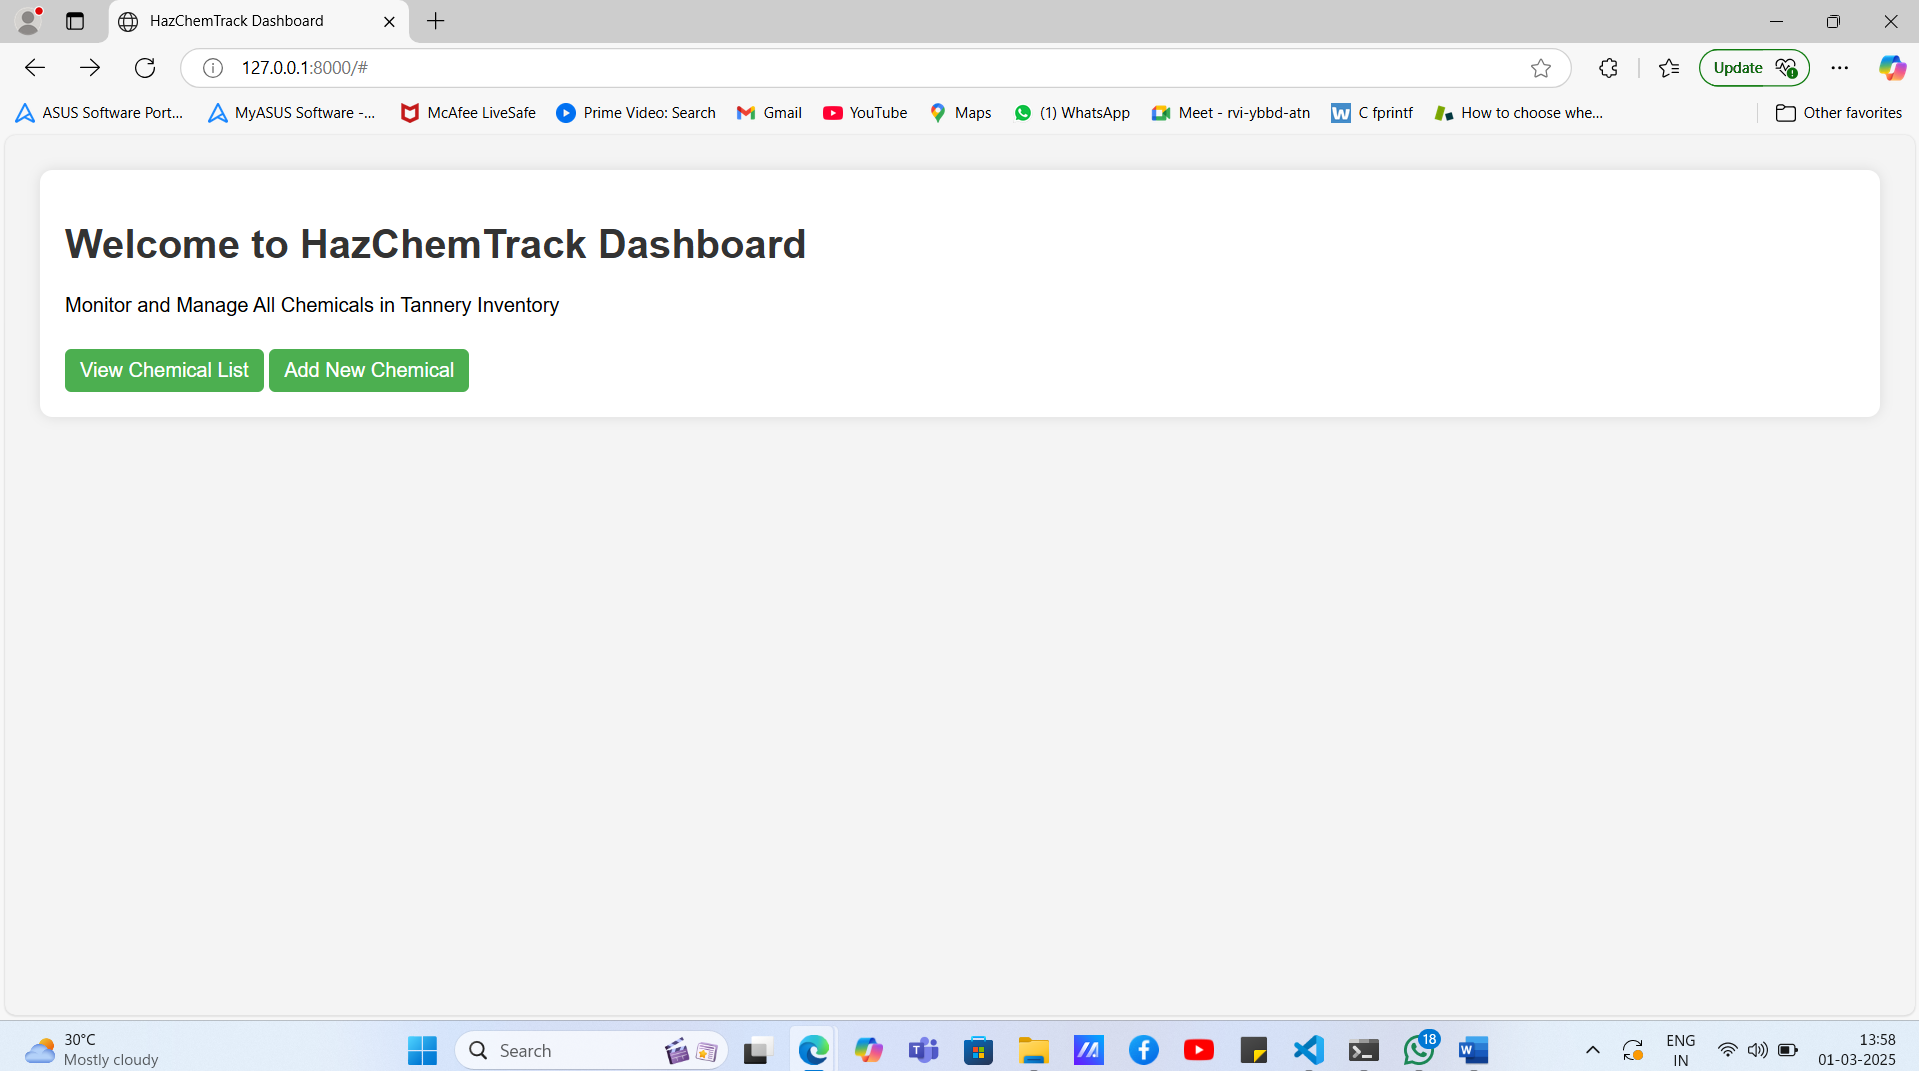 HazChemTrack Dashboard
127.0.0.1:8000/#
Update
ASUS Software Port...
MyASUS Software -...
McAfee LiveSafe
Prime Video: Search
Gmail
YouTube
Maps
(1) WhatsApp
Meet - rvi-ybbd-atn
C fprintf
How to choose whe...
Other favorites
Welcome to HazChemTrack Dashboard
Monitor and Manage All Chemicals in Tannery Inventory
View Chemical List
Add New Chemical
30°C
Mostly cloudy
Search
18
ENG
IN
13:58
01-03-2025